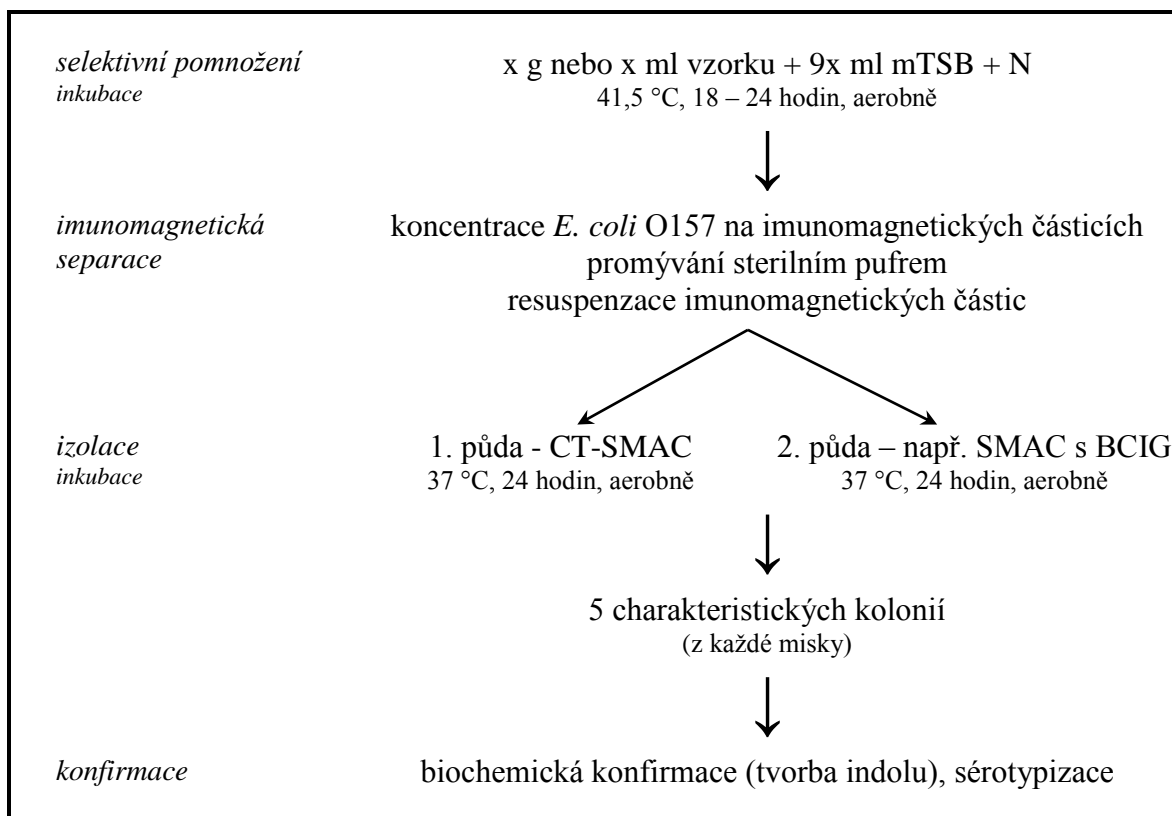 selektivní pomnožení
inkubace
x g nebo x ml vzorku + 9x ml mTSB + N
41,5 °C, 18 – 24 hodin, aerobně
imunomagnetická
separace
koncentrace E. coli O157 na imunomagnetických částicích
promývání sterilním pufrem
resuspenzace imunomagnetických částic
izolace
inkubace
1. půda - CT-SMAC
37 °C, 24 hodin, aerobně
2. půda – např. SMAC s BCIG
37 °C, 24 hodin, aerobně
5 charakteristických kolonií
(z každé misky)
konfirmace
biochemická konfirmace (tvorba indolu), sérotypizace